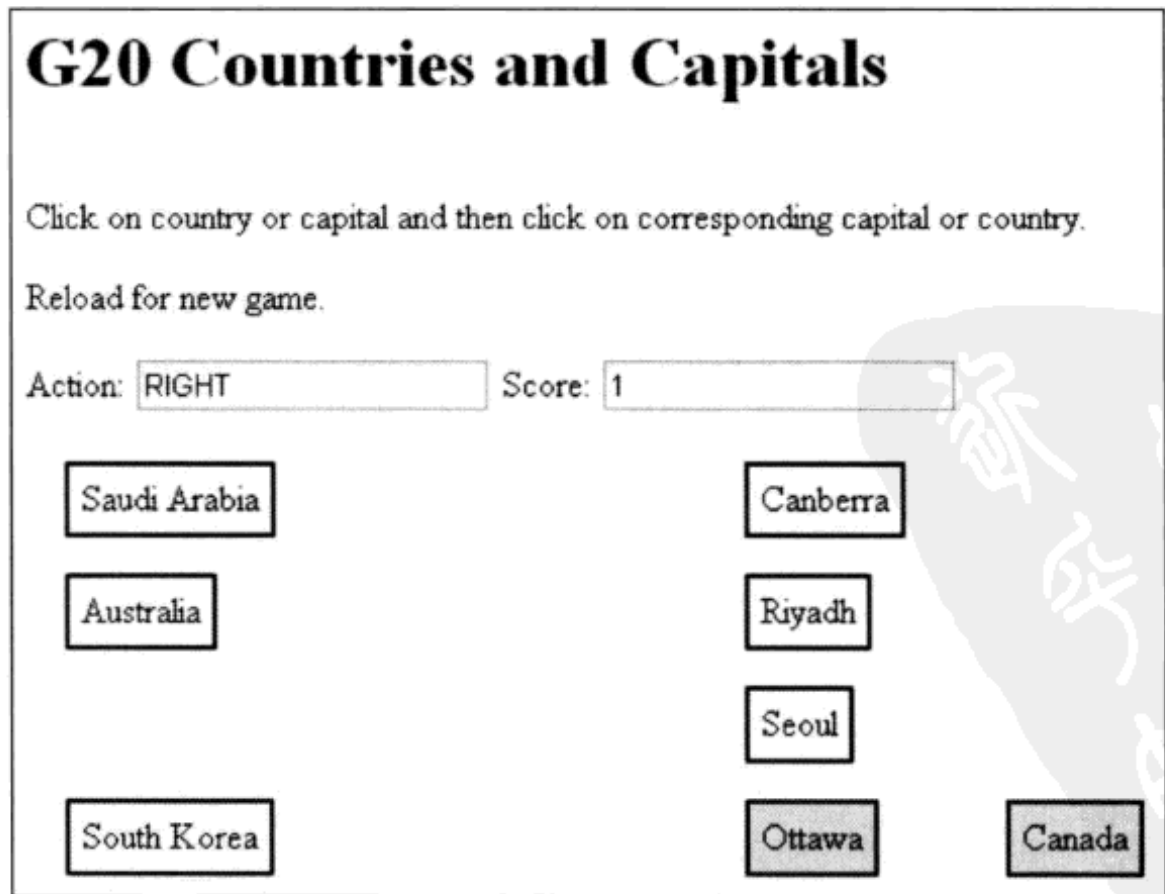 G20 Countries and Capitals
Click on country or capital and then click on corresponding capital or country.
Reload for new game.
Action: RIGHT Score: 1
Saudi Arabia Canberra
Australia Riyadh
Seoul
South Korea Ottawa Canada